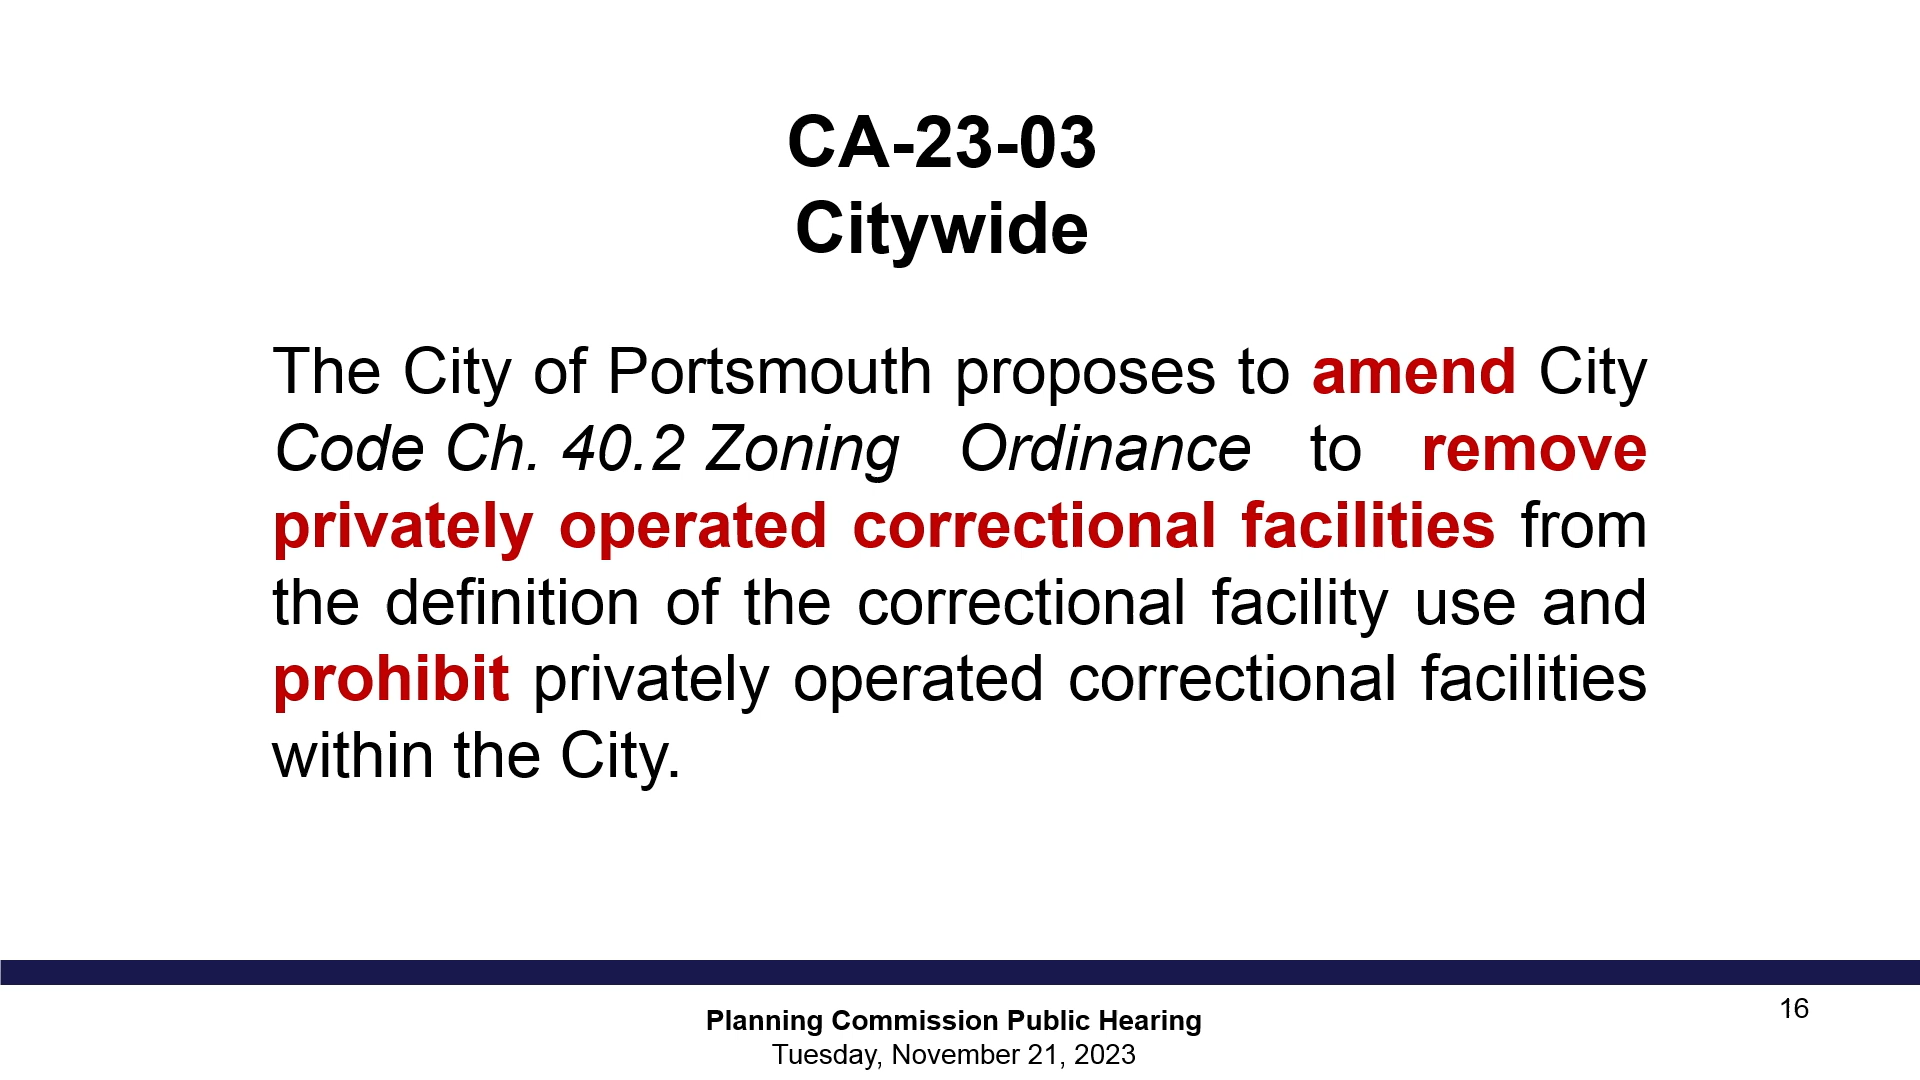 CA-23-03
Citywide
The City of Portsmouth proposes to amend City
Code Ch. 40.2 Zoning Ordinance to remove
privately operated correctional facilities from
the definition of the correctional facility use and
prohibit privately operated correctional facilities
within the City.
Planning Commission Public Hearing
Tuesday, November 21, 2023
16